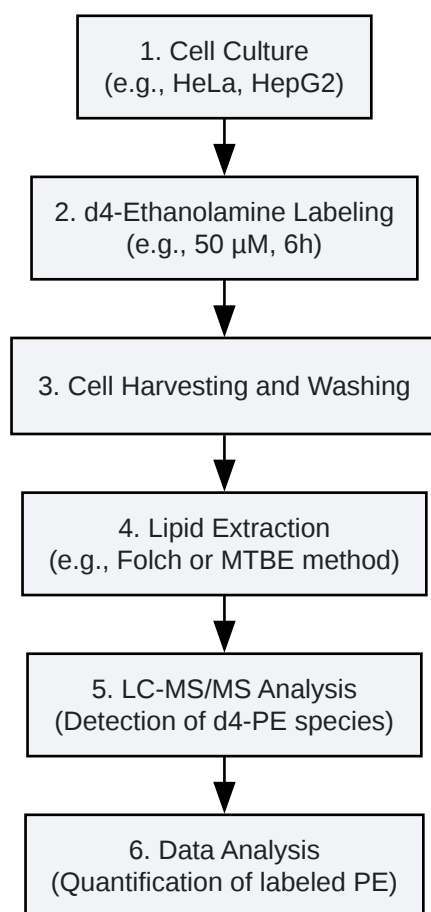 1. Cell Culture
(e.g., HeLa, HepG2)
2. d4-Ethanolamine Labeling
(e.g., 50 µM, 6h)
3. Cell Harvesting and Washing
4. Lipid Extraction
(e.g., Folch or MTBE method)
5. LC-MS/MS Analysis
(Detection of d4-PE species)
6. Data Analysis
(Quantification of labeled PE)